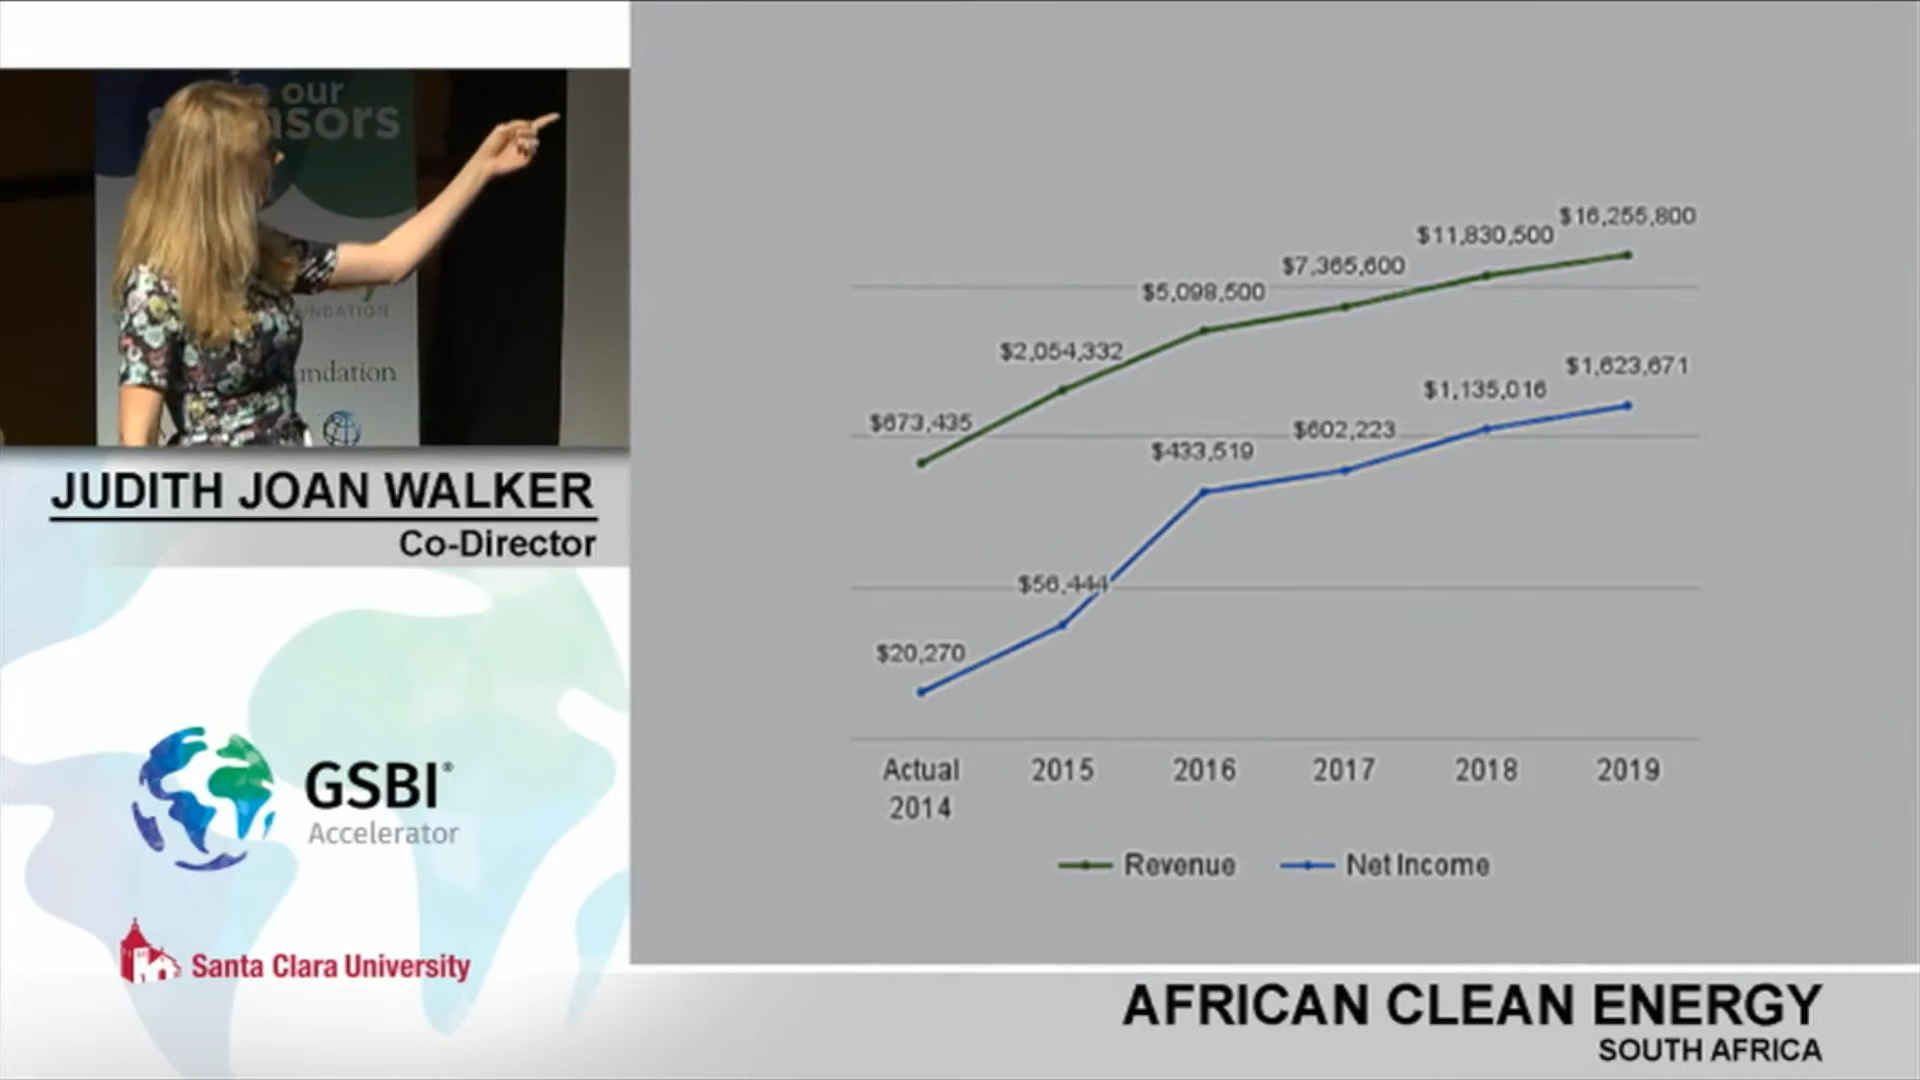 our
FOUNDATION
JUDITH JOAN WALKER
Co-Director
GSBI®
Accelerator
Santa Clara University
$16,255,800
$11,830,500
$7,365,600
$5,098,500
$2,054,332
$673,435
$1,623,671
$1,135,016
$602,223
$433,519
$56,444
$20,270
Actual 2015 2016 2017 2018 2019
2014
Revenue Net Income
AFRICAN CLEAN ENERGY
SOUTH AFRICA